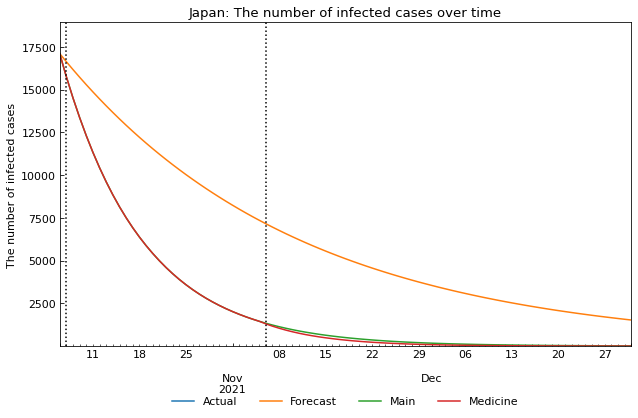 Japan: The number of infected cases over time
The number of infected cases
17500
15000
12500
10000
7500
5000
2500
11 18 25 08 15 22 29 06 13 20 27
Nov Dec
2021
Actual Forecast Main Medicine